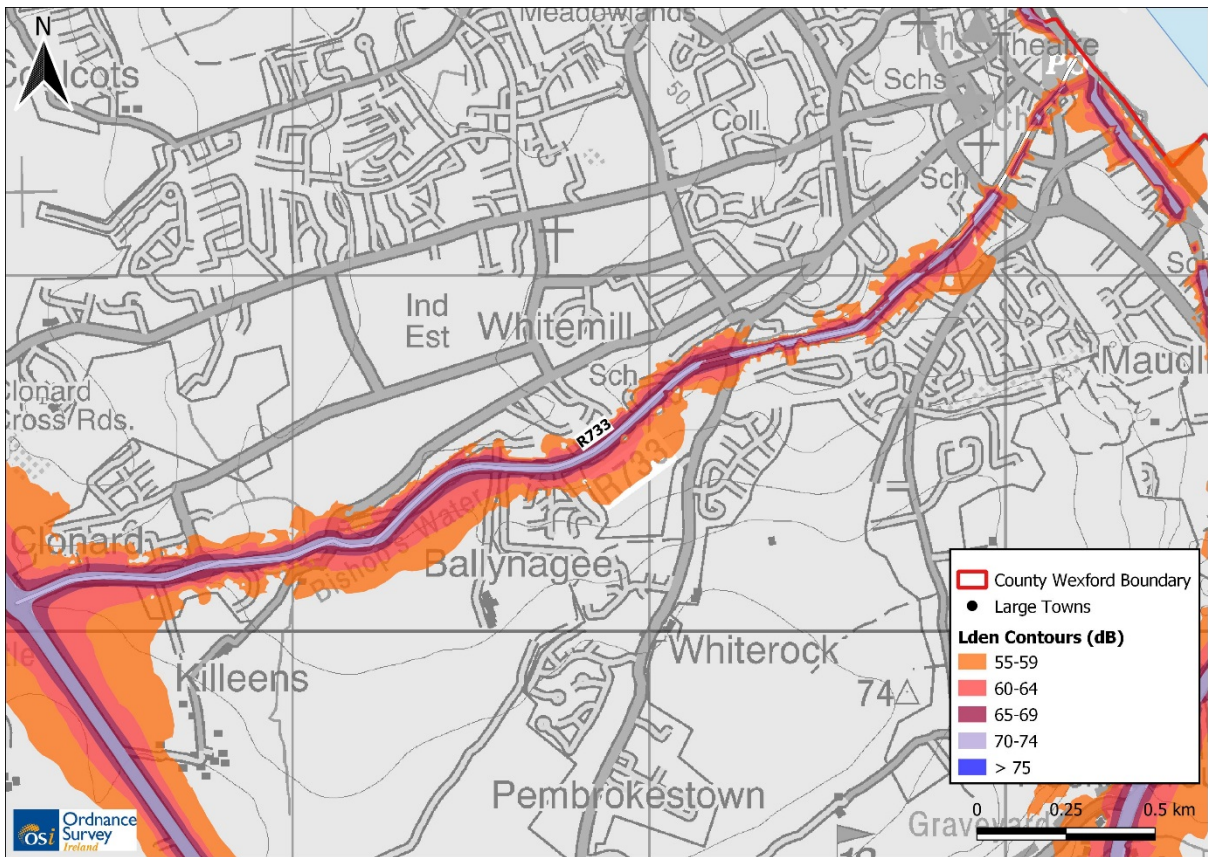 N
Meadowlands
Theatre
Schs
50
Coll.
Sch
Ind
Est
Whitemill
Sch
Maudl
Clonard
Cross Rds.
R733
R733
Clonard
Bishop's Water
Ballynagee
Killeens
Whiterock
74
Pembrokestown
Graveyard
County Wexford Boundary
Large Towns
Lden Contours (dB)
55-59
60-64
65-69
70-74
> 75
0 0.25 0.5 km
OSi
Ordnance
Survey
Ireland